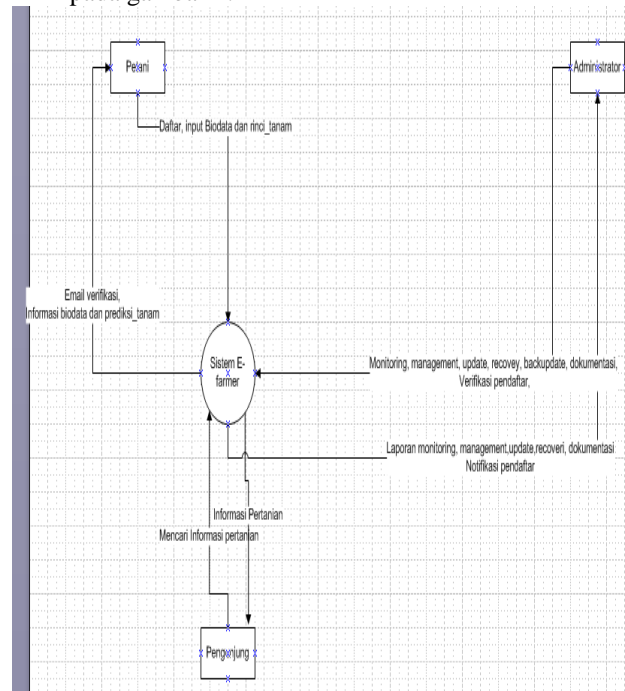 Petani
Administrator
Daftar, input Biodata dan rinci_tanam
Email verifikasi,
Informasi biodata dan prediksi_tanam
Sistem E-
farmer
Monitoring, management, update, recovey, backupdate, dokumentasi,
Verifikasi pendaftar,
Laporan monitoring, management,update,recoveri, dokumentasi
Notifikasi pendaftar
Informasi Pertanian
Mencari Informasi pertanian
Pengunjung